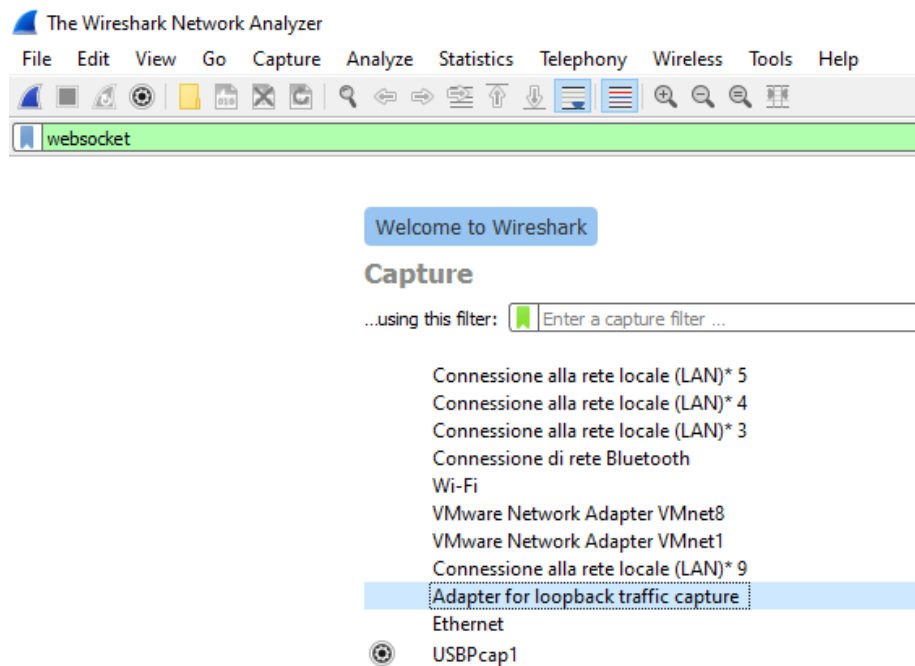 The Wireshark Network Analyzer
File Edit View Go Capture Analyze Statistics Telephony Wireless Tools Help
websocket
Welcome to Wireshark
Capture
...using this filter: Enter a capture filter ...
Connessione alla rete locale (LAN)* 5
Connessione alla rete locale (LAN)* 4
Connessione alla rete locale (LAN)* 3
Connessione di rete Bluetooth
Wi-Fi
VMware Network Adapter VMnet8
VMware Network Adapter VMnet1
Connessione alla rete locale (LAN)* 9
Adapter for loopback traffic capture
Ethernet
USBPcap1